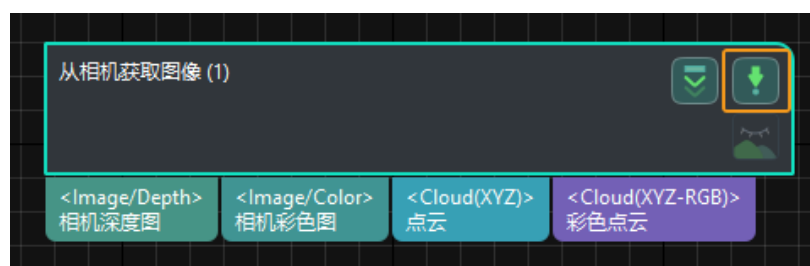 从相机获取图像 (1)
<Image/Depth>
相机深度图
<Image/Color>
相机彩色图
<Cloud(XYZ)>
点云
<Cloud(XYZ-RGB)>
彩色点云